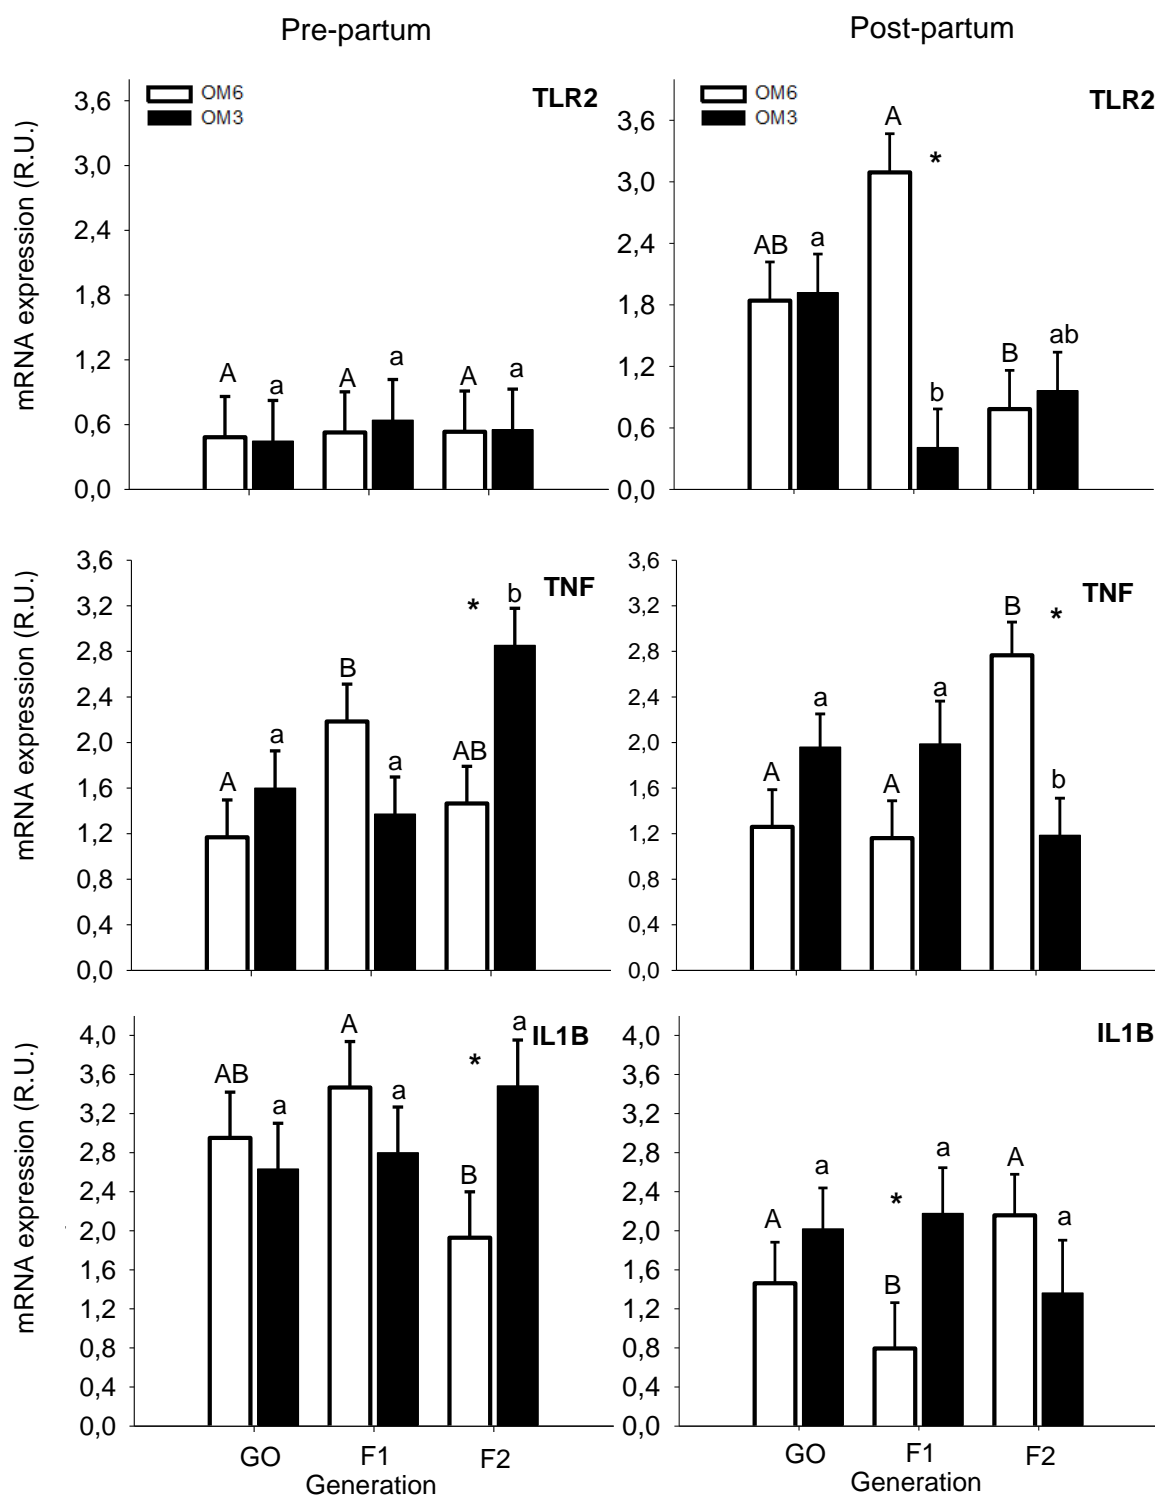 Pre-partum
Post-partum
mRNA expression (R.U.)
3,6
3,0
2,4
1,8
1,2
0,6
0,0
OM6
OM3
TLR2
A
a
A
a
A
a
3,6
3,0
2,4
1,8
1,2
0,6
0,0
OM6
OM3
TLR2
AB
a
A
*
b
B
ab
mRNA expression (R.U.)
3,6
3,2
2,8
2,4
2,0
1,6
1,2
0,8
0,4
0,0
TNF
A
a
B
a
AB
*
b
3,6
3,2
2,8
2,4
2,0
1,6
1,2
0,8
0,4
0,0
TNF
A
a
A
a
B
*
b
mRNA expression (R.U.)
4,0
3,6
3,2
2,8
2,4
2,0
1,6
1,2
0,8
0,4
0,0
IL1B
AB
a
A
a
B
*
a
GO
F1
F2
Generation
4,0
3,6
3,2
2,8
2,4
2,0
1,6
1,2
0,8
0,4
0,0
IL1B
A
a
B
*
a
A
a
GO
F1
F2
Generation